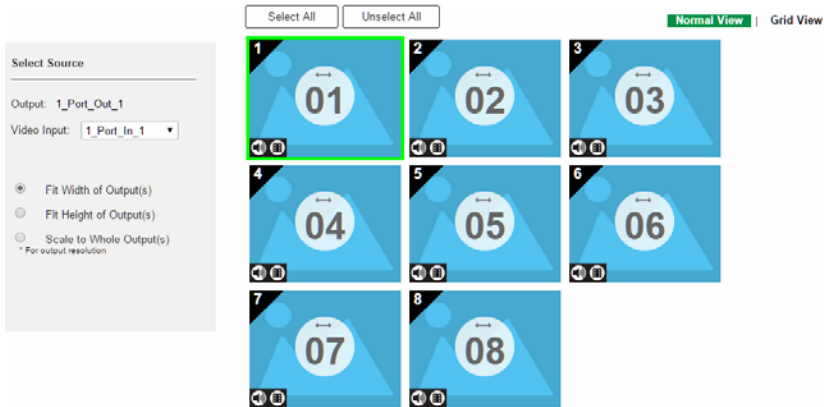 Select All Unselect All
Normal View | Grid View
Select Source
Output: 1_Port_Out_1
Video Input: 1_Port_In_1
Fit Width of Output(s)
Fit Height of Output(s)
Scale to Whole Output(s)
* For output resolution
1 2 3
01 02 03
4 5 6
04 05 06
7 8
07 08